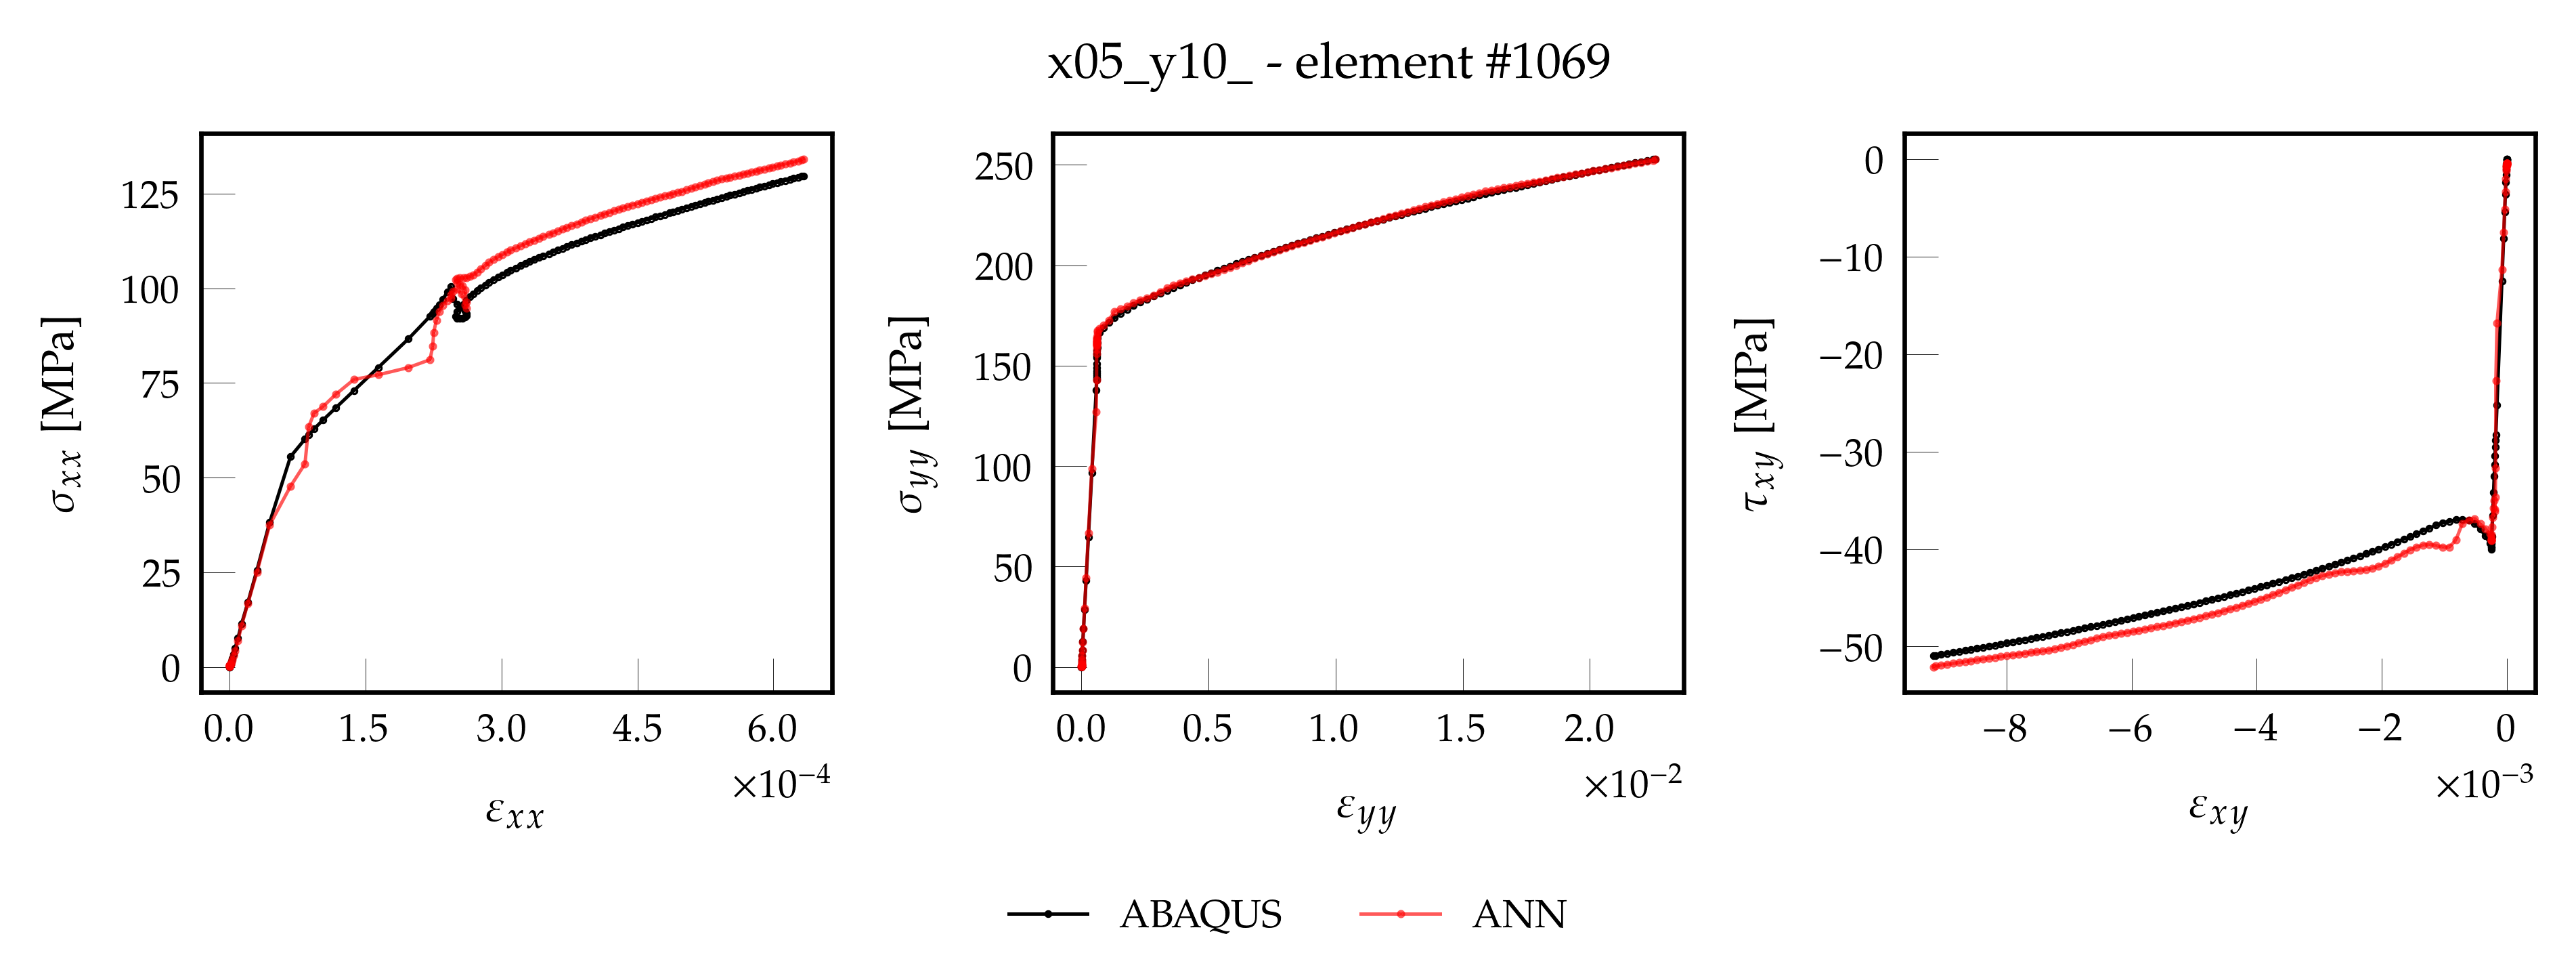 x05_y10_ - element #1069
σxx [MPa]
125
100
75
50
25
0
0.0 1.5 3.0 4.5 6.0
×10−4
εxx
σyy [MPa]
250
200
150
100
50
0
0.0 0.5 1.0 1.5 2.0
×10−2
εyy
τxy [MPa]
0
−10
−20
−30
−40
−50
−8 −6 −4 −2 0
×10−3
εxy
ABAQUS ANN